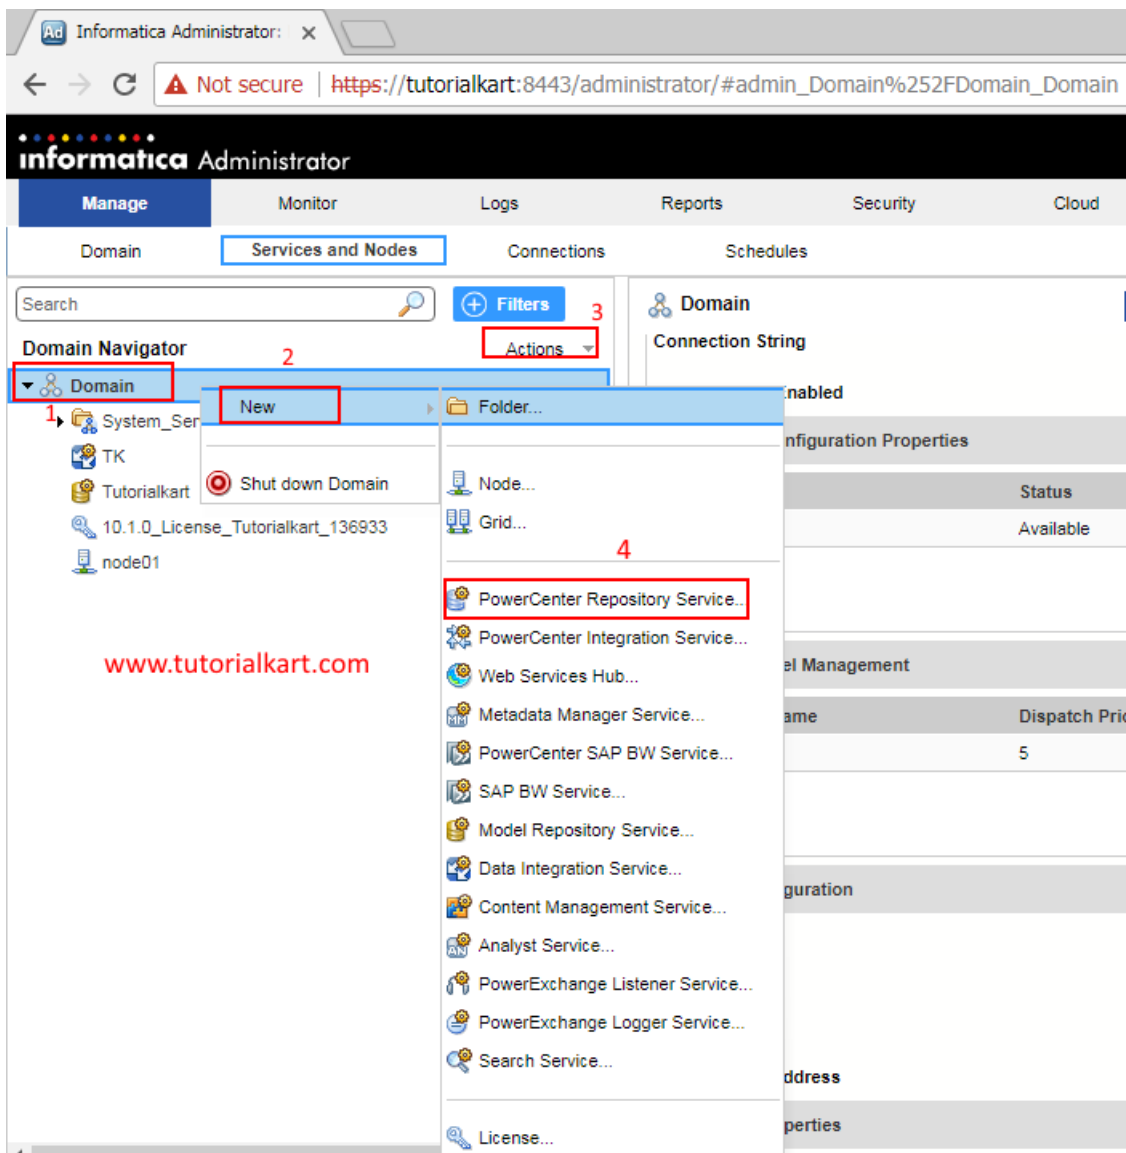 Ad Informatica Administrator:
Not secure | https://tutorialkart:8443/administrator/#admin_Domain%252FDomain_Domain
informatica Administrator
Manage Monitor Logs Reports Security Cloud
Domain Services and Nodes Connections Schedules
Search Filters 3 Domain
Domain Navigator 2 Actions Connection String
Domain
1 New Folder... Enabled
System_Ser
TK nfiguration Properties
Tutorialkart Shut down Domain Node... Status
10.1.0_License_Tutorialkart_136933 Grid... Available
node01 4
PowerCenter Repository Service..
PowerCenter Integration Service...
www.tutorialkart.com el Management
Web Services Hub...
Metadata Manager Service... ame Dispatch Pri
PowerCenter SAP BW Service... 5
SAP BW Service...
Model Repository Service...
Data Integration Service...
guration
Content Management Service...
Analyst Service...
PowerExchange Listener Service...
PowerExchange Logger Service...
Search Service...
ddress
perties
License...